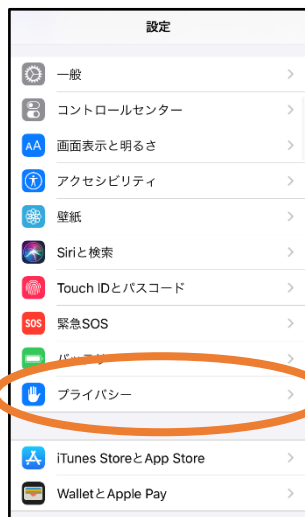 設定
一般
コントロールセンター
AA 画面表示と明るさ
アクセシビリティ
壁紙
Siriと検索
Touch IDとパスコード
SOS 緊急SOS
プライバシー
iTunes StoreとApp Store
WalletとApple Pay